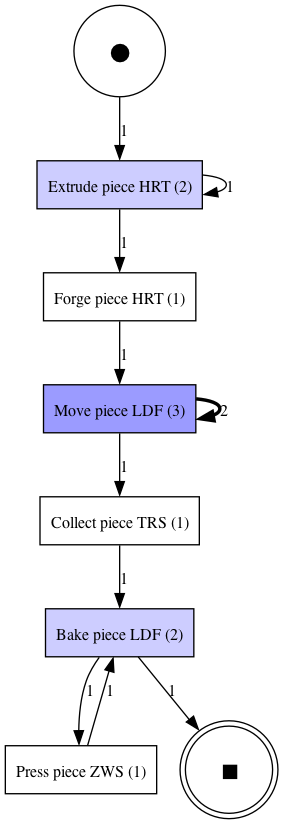 1
Extrude piece HRT (2)
1
1
Forge piece HRT (1)
1
Move piece LDF (3)
2
1
Collect piece TRS (1)
1
Bake piece LDF (2)
1
1
1
Press piece ZWS (1)